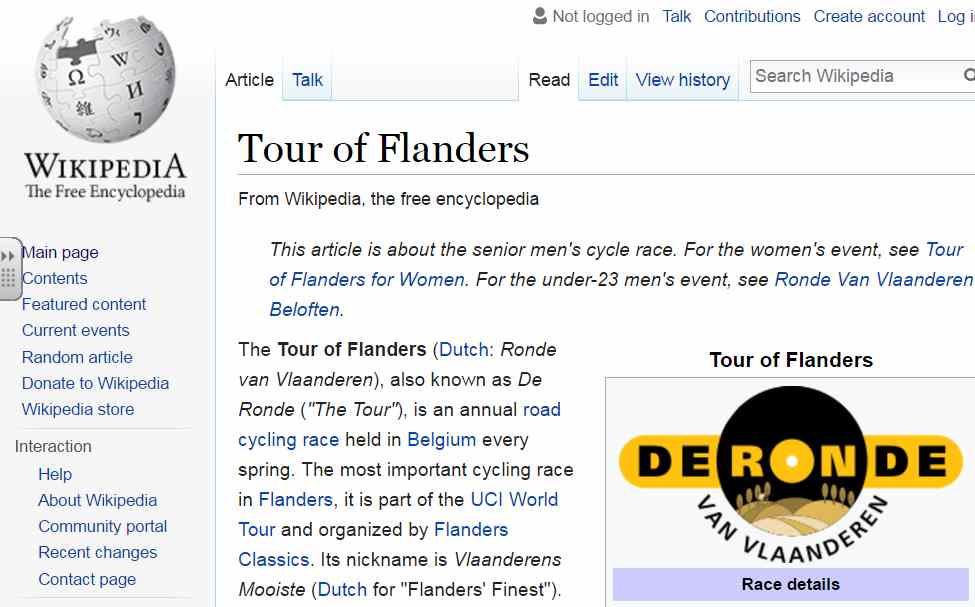 Not logged in Talk Contributions Create account Log i
Article Talk Read Edit View history Search Wikipedia
WIKIPEDIA
The Free Encyclopedia
Main page
Contents
Featured content
Current events
Random article
Donate to Wikipedia
Wikipedia store
Interaction
Help
About Wikipedia
Community portal
Recent changes
Contact page
Tour of Flanders
From Wikipedia, the free encyclopedia
This article is about the senior men's cycle race. For the women's event, see Tour
of Flanders for Women. For the under-23 men's event, see Ronde Van Vlaanderen
Beloften.
The Tour of Flanders (Dutch: Ronde
van Vlaanderen), also known as De
Ronde ("The Tour"), is an annual road
cycling race held in Belgium every
spring. The most important cycling race
in Flanders, it is part of the UCI World
Tour and organized by Flanders
Classics. Its nickname is Vlaanderens
Mooiste (Dutch for "Flanders' Finest").
Tour of Flanders
DE RONDE
VAN VLAANDEREN
Race details